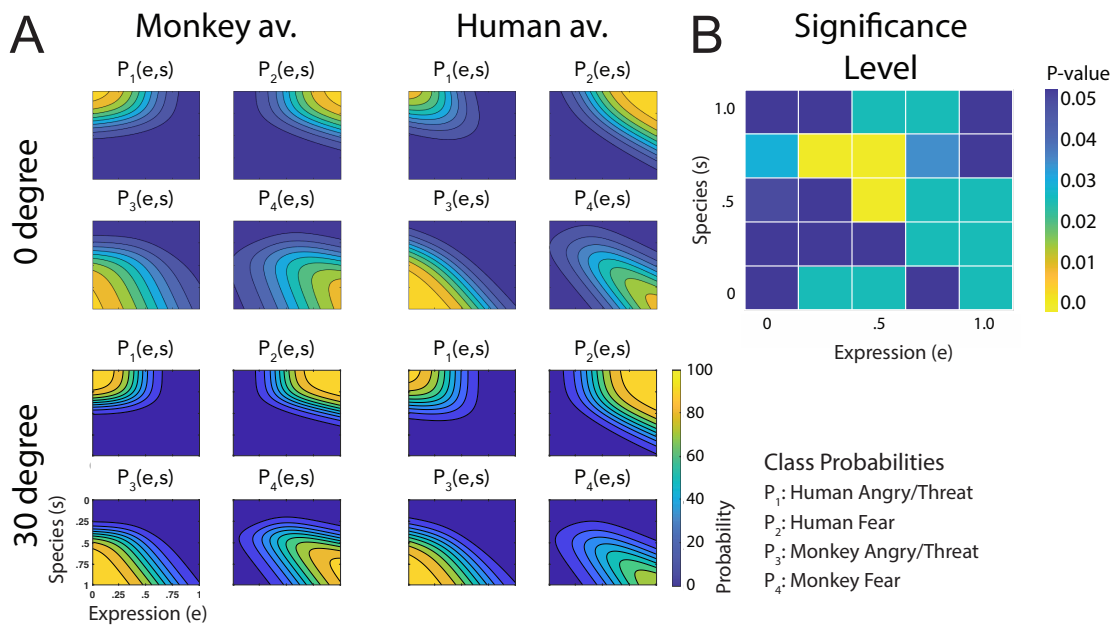 A
Monkey av.
Human av.
B
Significance
Level
0 degree
P1(e,s)
P2(e,s)
P1(e,s)
P2(e,s)
P3(e,s)
P4(e,s)
P3(e,s)
P4(e,s)
30 degree
P1(e,s)
P2(e,s)
P1(e,s)
P2(e,s)
P3(e,s)
P4(e,s)
P3(e,s)
P4(e,s)
Species (s)
0
.25
.5
.75
1
0
.25
.5
.75
1
Expression (e)
100
80
60
40
20
0
Probability
P-value
0.05
0.04
0.03
0.02
0.01
0.0
Species (s)
1.0
.5
0
0
.5
1.0
Expression (e)
Class Probabilities
P1: Human Angry/Threat
P2: Human Fear
P3: Monkey Angry/Threat
P4: Monkey Fear